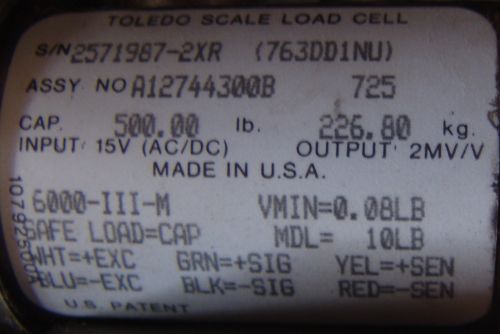 TOLEDO SCALE LOAD CELL
S/N 2571987-2XR (763DD1NU)
ASSY NO A12744300B 725
CAP. 500.00 lb. 226.80 kg.
INPUT: 15V (AC/DC) OUTPUT: 2MV/V
MADE IN U.S.A.
6000-III-M VMIN=0.08LB
SAFE LOAD=CAP MDL= 10LB
WHT=+EXC GRN=+SIG YEL=+SEN
BLU=-EXC BLK=-SIG RED=-SEN
U.S. PATENT